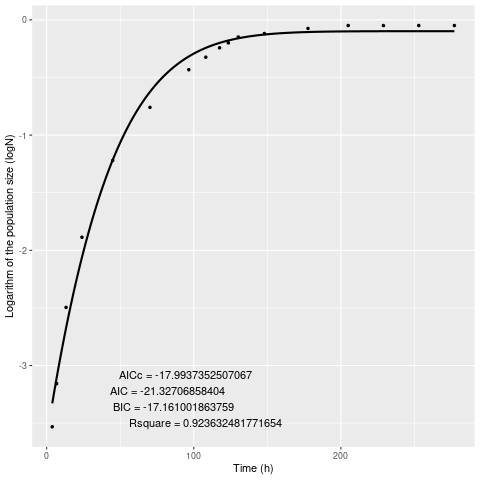 0
-1
-2
-3
Logarithm of the population size (logN)
AICc = -17.9937352507067
AIC = -21.32706858404
BIC = -17.161001863759
Rsquare = 0.923632481771654
0
100
200
Time (h)